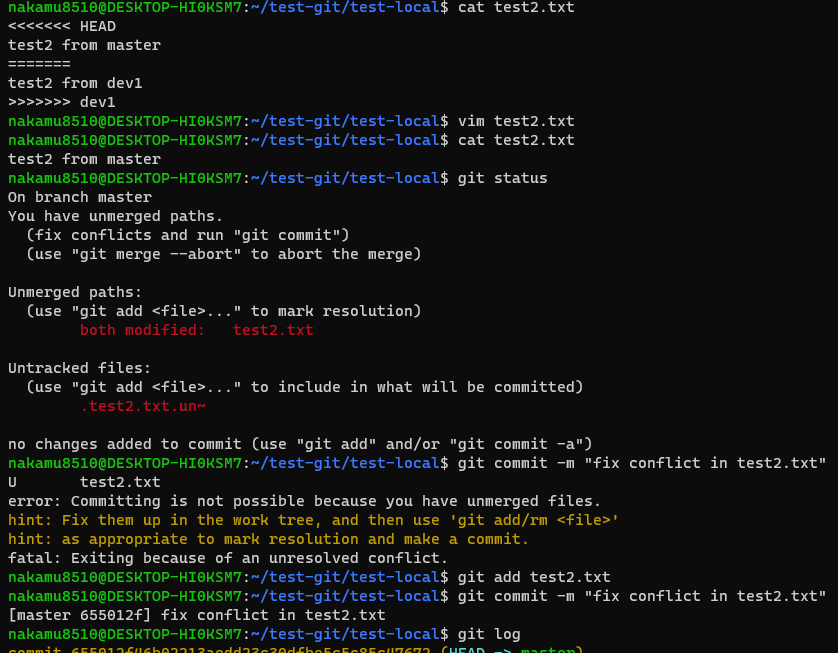 nakamu8510@DESKTOP-HI0KSM7:~/test-git/test-local$ cat test2.txt
<<<<<<< HEAD
test2 from master
=======
test2 from dev1
>>>>>>> dev1
nakamu8510@DESKTOP-HI0KSM7:~/test-git/test-local$ vim test2.txt
nakamu8510@DESKTOP-HI0KSM7:~/test-git/test-local$ cat test2.txt
test2 from master
nakamu8510@DESKTOP-HI0KSM7:~/test-git/test-local$ git status
On branch master
You have unmerged paths.
  (fix conflicts and run "git commit")
  (use "git merge --abort" to abort the merge)

Unmerged paths:
  (use "git add <file>..." to mark resolution)
        both modified:   test2.txt

Untracked files:
  (use "git add <file>..." to include in what will be committed)
        .test2.txt.un~

no changes added to commit (use "git add" and/or "git commit -a")
nakamu8510@DESKTOP-HI0KSM7:~/test-git/test-local$ git commit -m "fix conflict in test2.txt"
U       test2.txt
error: Committing is not possible because you have unmerged files.
hint: Fix them up in the work tree, and then use 'git add/rm <file>'
hint: as appropriate to mark resolution and make a commit.
fatal: Exiting because of an unresolved conflict.
nakamu8510@DESKTOP-HI0KSM7:~/test-git/test-local$ git add test2.txt
nakamu8510@DESKTOP-HI0KSM7:~/test-git/test-local$ git commit -m "fix conflict in test2.txt"
[master 655012f] fix conflict in test2.txt
nakamu8510@DESKTOP-HI0KSM7:~/test-git/test-local$ git log
commit (HEAD -> master)